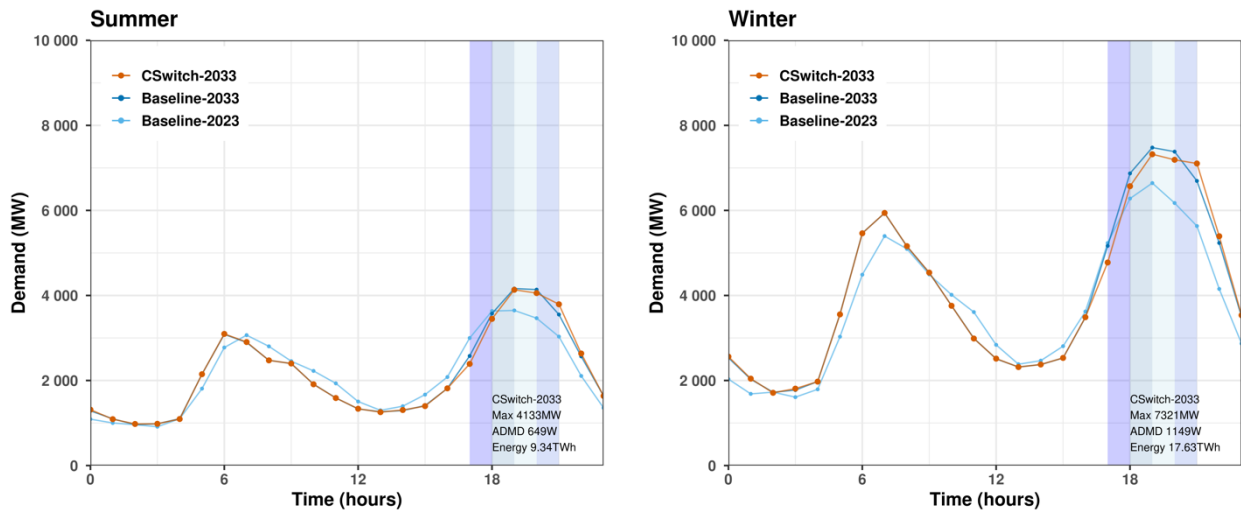 Summer
10 000
8 000
6 000
4 000
2 000
0
Demand (MW)
CSwitch-2033
Baseline-2033
Baseline-2023
CSwitch-2033
Max 4133MW
ADMD 649W
Energy 9.34TWh
0
6
12
18
Time (hours)
Winter
10 000
8 000
6 000
4 000
2 000
0
Demand (MW)
CSwitch-2033
Baseline-2033
Baseline-2023
CSwitch-2033
Max 7321MW
ADMD 1149W
Energy 17.63TWh
0
6
12
18
Time (hours)